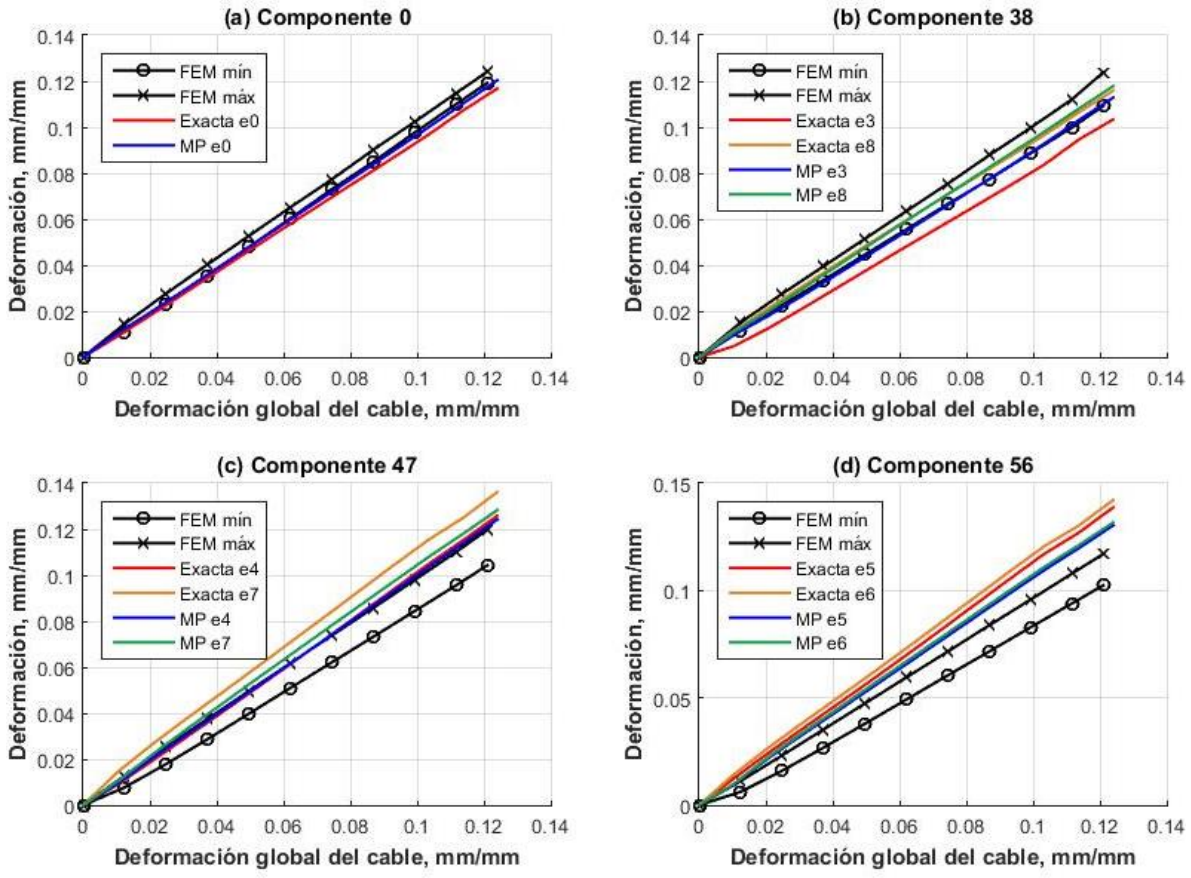 (a) Componente 0
0.14
0.12
0.1
0.08
0.06
0.04
0.02
0
FEM mín
FEM máx
Exacta e0
MP e0
Deformación, mm/mm
0 0.02 0.04 0.06 0.08 0.1 0.12 0.14
Deformación global del cable, mm/mm
(b) Componente 38
0.14
0.12
0.1
0.08
0.06
0.04
0.02
0
FEM mín
FEM máx
Exacta e3
Exacta e8
MP e3
MP e8
Deformación, mm/mm
0 0.02 0.04 0.06 0.08 0.1 0.12 0.14
Deformación global del cable, mm/mm
(c) Componente 47
0.14
0.12
0.1
0.08
0.06
0.04
0.02
0
FEM mín
FEM máx
Exacta e4
Exacta e7
MP e4
MP e7
Deformación, mm/mm
0 0.02 0.04 0.06 0.08 0.1 0.12 0.14
Deformación global del cable, mm/mm
(d) Componente 56
0.15
0.1
0.05
0
FEM mín
FEM máx
Exacta e5
Exacta e6
MP e5
MP e6
Deformación, mm/mm
0 0.02 0.04 0.06 0.08 0.1 0.12 0.14
Deformación global del cable, mm/mm